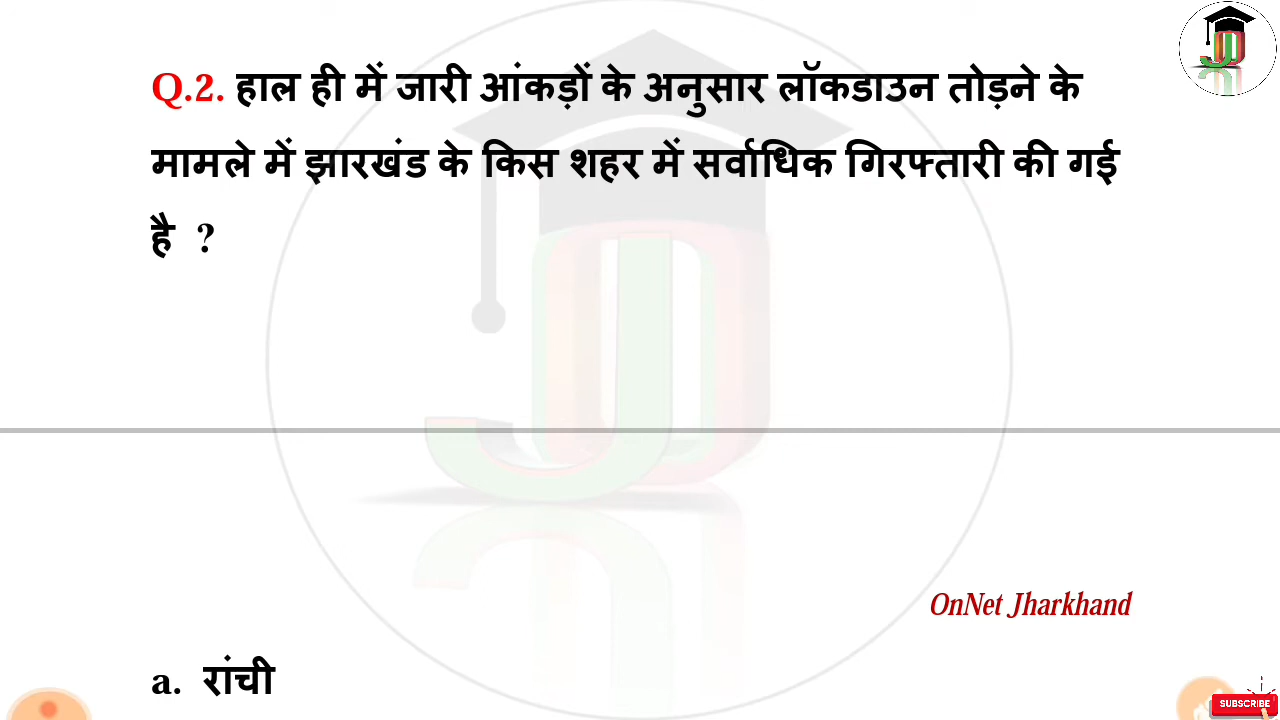 Q.2. हाल ही में जारी आंकड़ों के अनुसार लॉकडाउन तोड़ने के
मामले में झारखंड के किस शहर में सर्वाधिक गिरफ्तारी की गई
है ?
OnNet Jharkhand
a. रांची
SUBSCRIBE